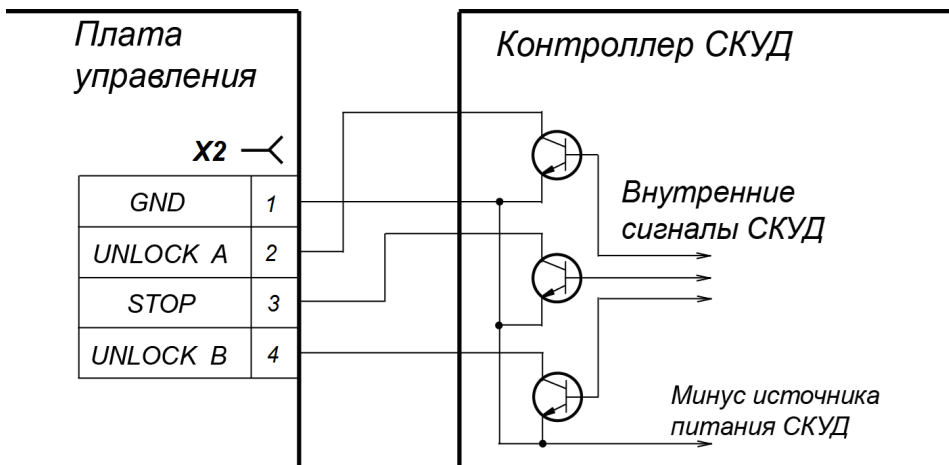 Плата
управления
Контроллер СКУД
X2
GND 1
UNLOCK A 2
STOP 3
UNLOCK B 4
Внутренние
сигналы СКУД
Минус источника
питания СКУД